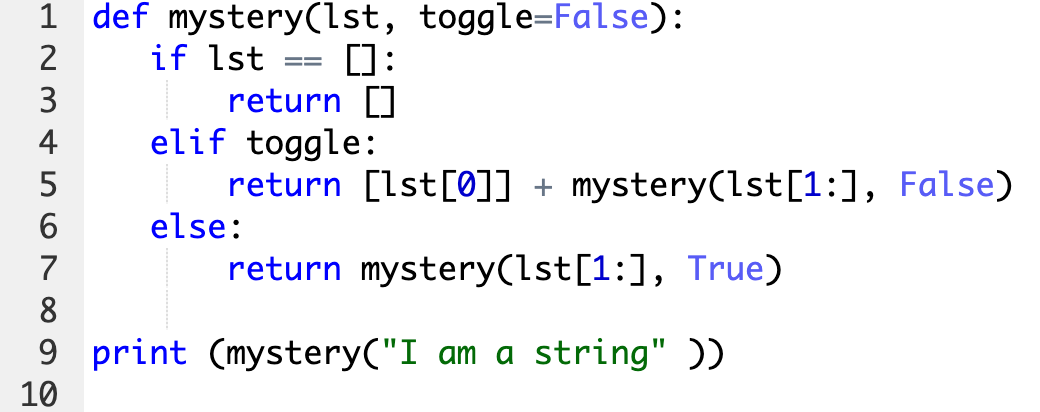 1 def mystery(lst, toggle=False):
2    if lst == []:
3        return []
4    elif toggle:
5        return [lst[0]] + mystery(lst[1:], False)
6    else:
7        return mystery(lst[1:], True)
8
9 print (mystery("I am a string" ))
10